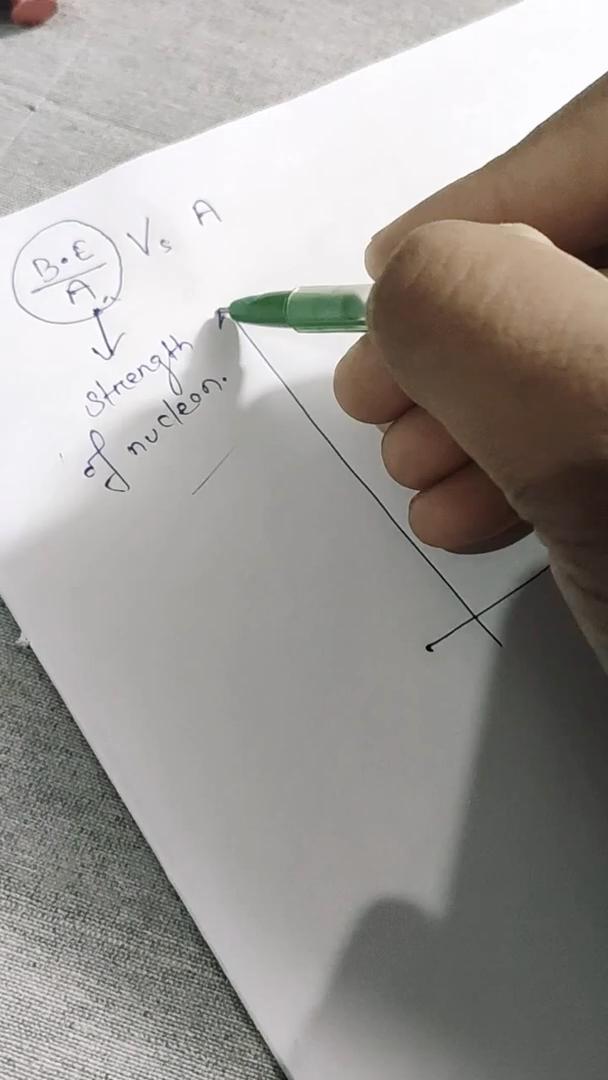 B.E/A Vs A
↓
strength
of nucleon.